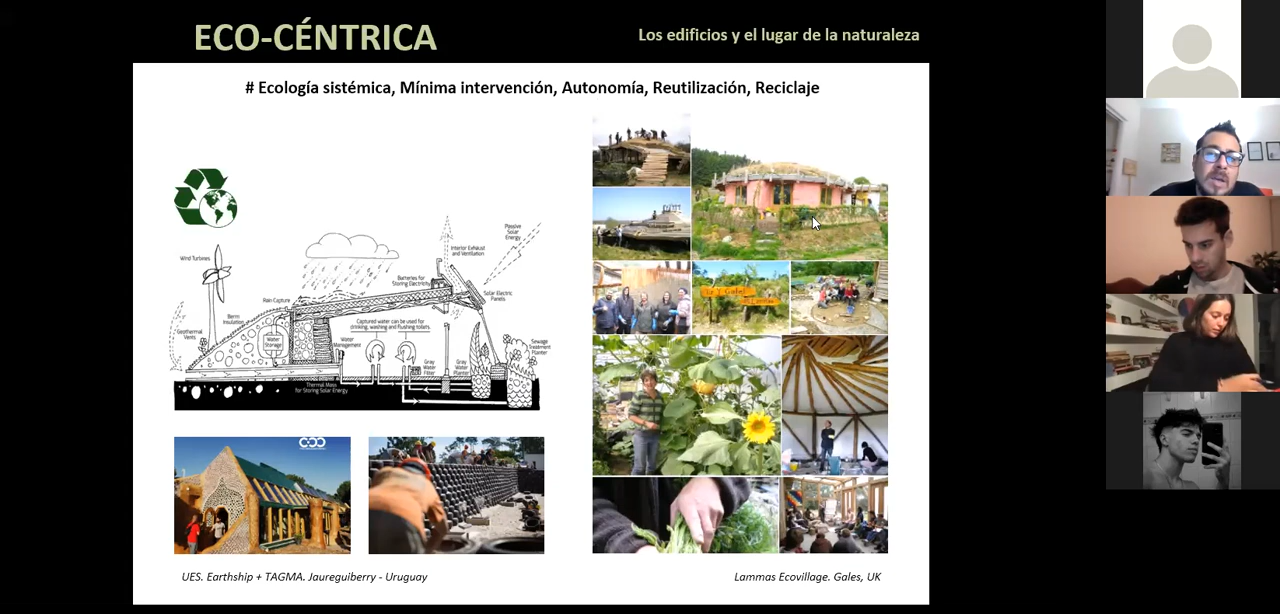 ECO-CÉNTRICA
Los edificios y el lugar de la naturaleza
# Ecología sistémica, Mínima intervención, Autonomía, Reutilización, Reciclaje
Passive
Solar
Energy
Interior Exhaust
and Ventilation
Wind Turbines
Batteries for
Storing Electricity
Solar Electric
Panels
Rain Capture
Berm
Insulation
Captured water can be used for
drinking, washing and flushing toilets.
Geothermal
Vents
Water
Storage
Water
Management
Sewage
Treatment
Planter
Gray
Water
Filter
Gray
Water
Planter
Thermal Mass
for Storing Solar Energy
UES. Earthship + TAGMA. Jaureguiberry - Uruguay
Lammas Ecovillage. Gales, UK